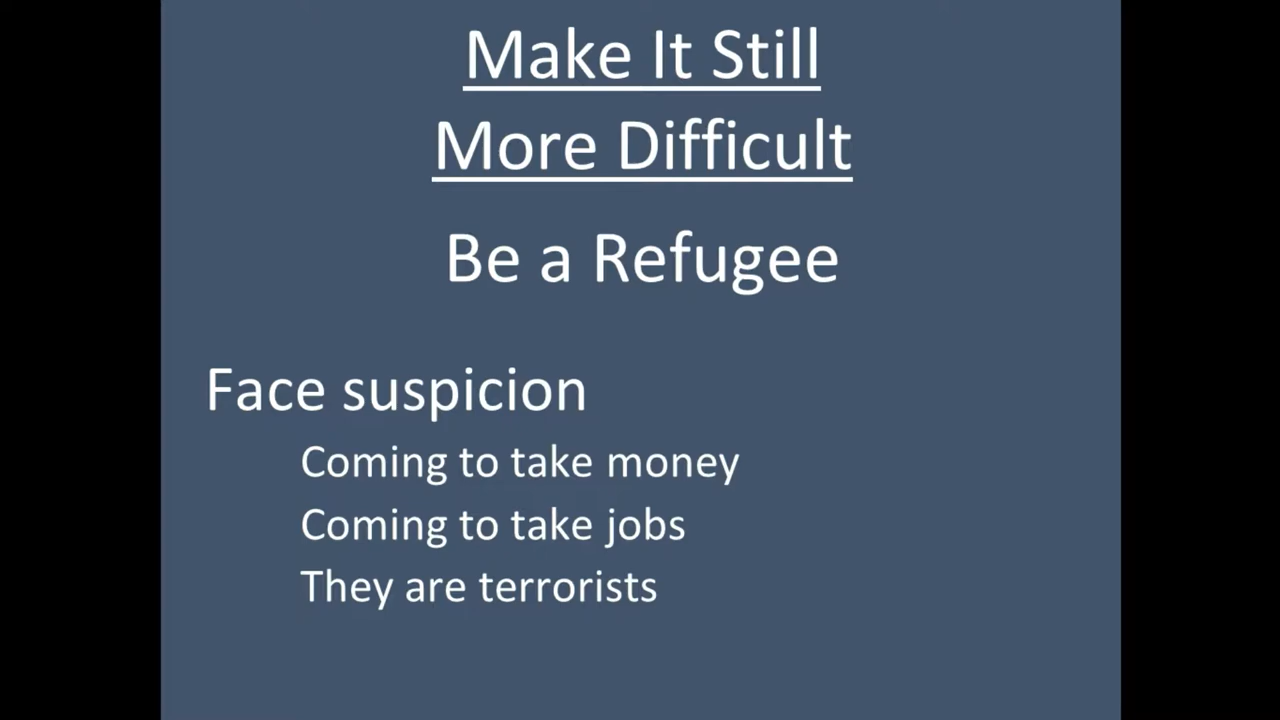 Make It Still
More Difficult
Be a Refugee
Face suspicion
Coming to take money
Coming to take jobs
They are terrorists